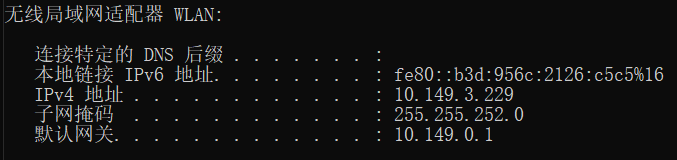 无线局域网适配器 WLAN:
连接特定的 DNS 后缀 . . . . . . . :
本地链接 IPv6 地址. . . . . . . . : fe80::b3d:956c:2126:c5c5%16
IPv4 地址 . . . . . . . . . . . . : 10.149.3.229
子网掩码  . . . . . . . . . . . . : 255.255.252.0
默认网关. . . . . . . . . . . . . : 10.149.0.1